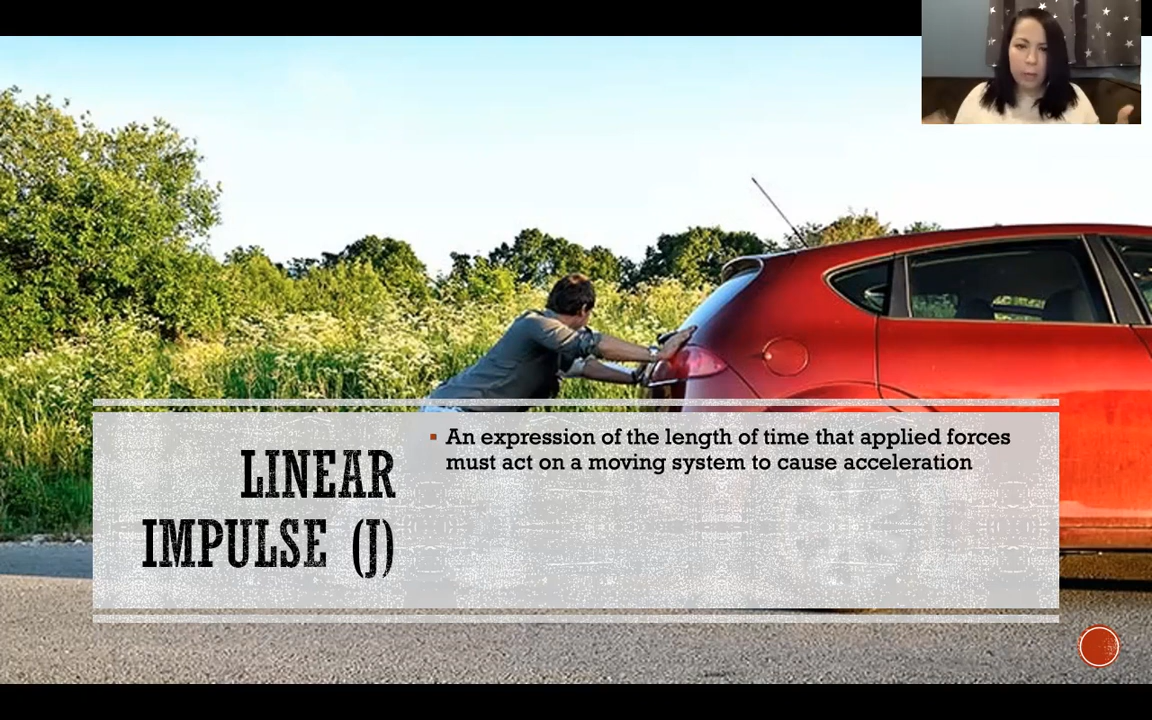 LINEAR
IMPULSE (J)
An expression of the length of time that applied forces
must act on a moving system to cause acceleration